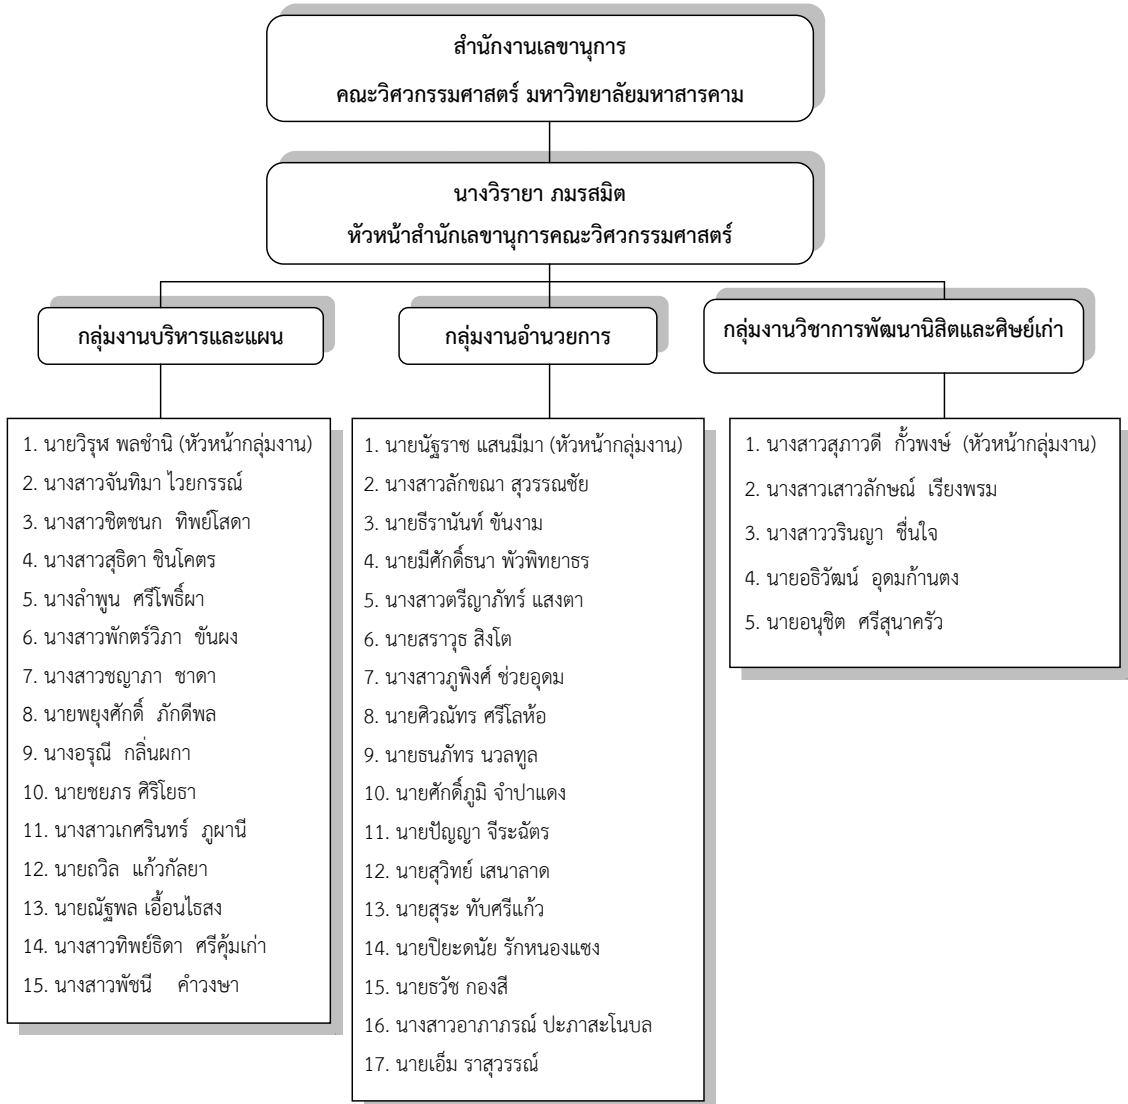 สำนักงานเลขานุการ
คณะวิศวกรรมศาสตร์ มหาวิทยาลัยมหาสารคาม
นางวิรายา ภมรสมิต
หัวหน้าสำนักเลขานุการคณะวิศวกรรมศาสตร์
กลุ่มงานบริหารและแผน
1. นายวิรุฬ พลชำนิ (หัวหน้ากลุ่มงาน)
2. นางสาวจันทิมา ไวยกรรณ์
3. นางสาวชิตชนก ทิพย์โสดา
4. นางสาวสุธิดา ชินโคตร
5. นางลำพูน ศรีโพธิ์ผา
6. นางสาวพักตร์วิภา ขันผง
7. นางสาวชญาภา ชาดา
8. นายพยุงศักดิ์ ภักดีพล
9. นางอรุณี กลิ่นผกา
10. นายชยภร ศิริโยธา
11. นางสาวเกศรินทร์ ภูผานี
12. นายถวิล แก้วกัลยา
13. นายณัฐพล เอื้อนไธสง
14. นางสาวทิพย์ธิดา ศรีคุ้มเก่า
15. นางสาวพัชนี คำวงษา
กลุ่มงานอำนวยการ
1. นายนัฐราช แสนมีมา (หัวหน้ากลุ่มงาน)
2. นางสาวลักขณา สุวรรณชัย
3. นายธีรานันท์ ขันงาม
4. นายมีศักดิ์ธนา พัวพิทยาธร
5. นางสาวตรีญาภัทร์ แสงตา
6. นายสราวุธ สิงโต
7. นางสาวภูพิงศ์ ช่วยอุดม
8. นายศิวณัทร ศรีโลห้อ
9. นายธนภัทร นวลทูล
10. นายศักดิ์ภูมิ จำปาแดง
11. นายปัญญา จีระฉัตร
12. นายสุวิทย์ เสนาลาด
13. นายสุระ ทับศรีแก้ว
14. นายปิยะดนัย รักหนองแซง
15. นายธวัช กองสี
16. นางสาวอาภาภรณ์ ปะภาสะโนบล
17. นายเอ็ม ราสุวรรณ์
กลุ่มงานวิชาการพัฒนานิสิตและศิษย์เก่า
1. นางสาวสุภาวดี กั้วพงษ์ (หัวหน้ากลุ่มงาน)
2. นางสาวเสาวลักษณ์ เรียงพรม
3. นางสาววรินญา ชื่นใจ
4. นายอธิวัฒน์ อุดมก้านตง
5. นายอนุชิต ศรีสุนาครัว